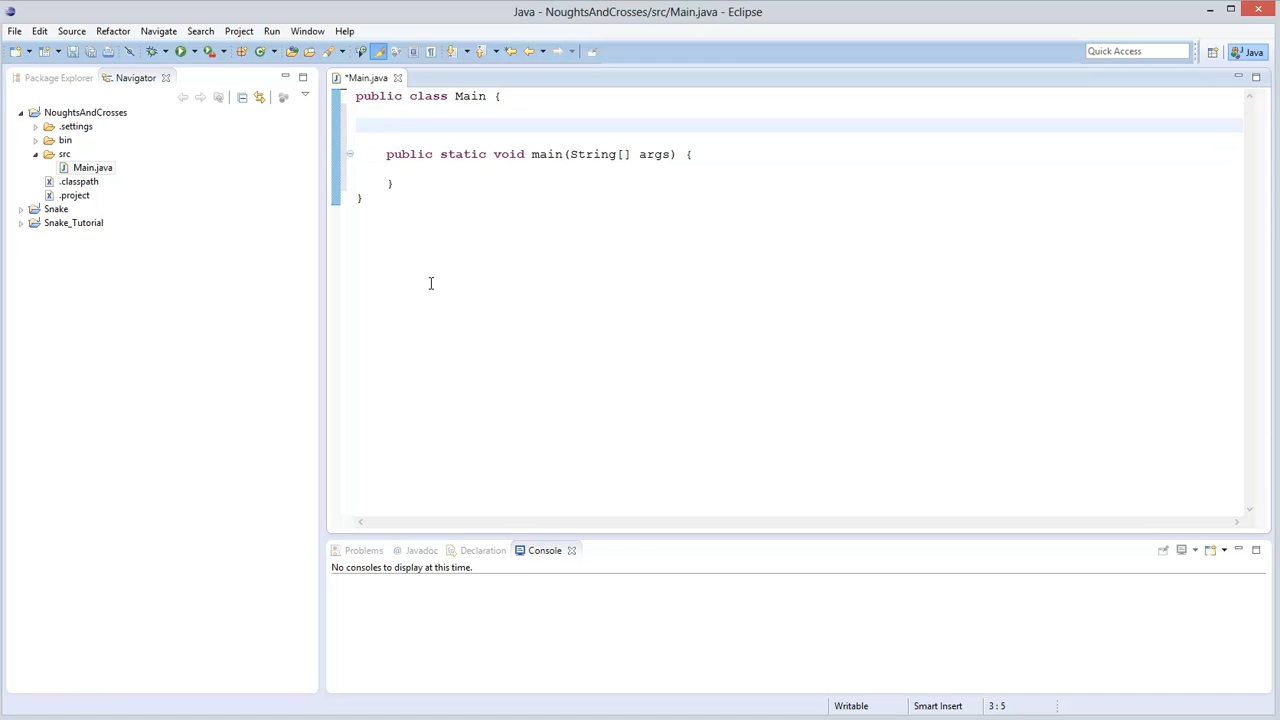 Java - NoughtsAndCrosses/src/Main.java - Eclipse
File Edit Source Refactor Navigate Search Project Run Window Help
Quick Access
Java
Package Explorer
Navigator
*Main.java
NoughtsAndCrosses
.settings
bin
src
Main.java
.classpath
.project
Snake
Snake_Tutorial
public class Main {
public static void main(String[] args) {
}
}
Problems @ Javadoc Declaration Console
No consoles to display at this time.
Writable Smart Insert 3 : 5